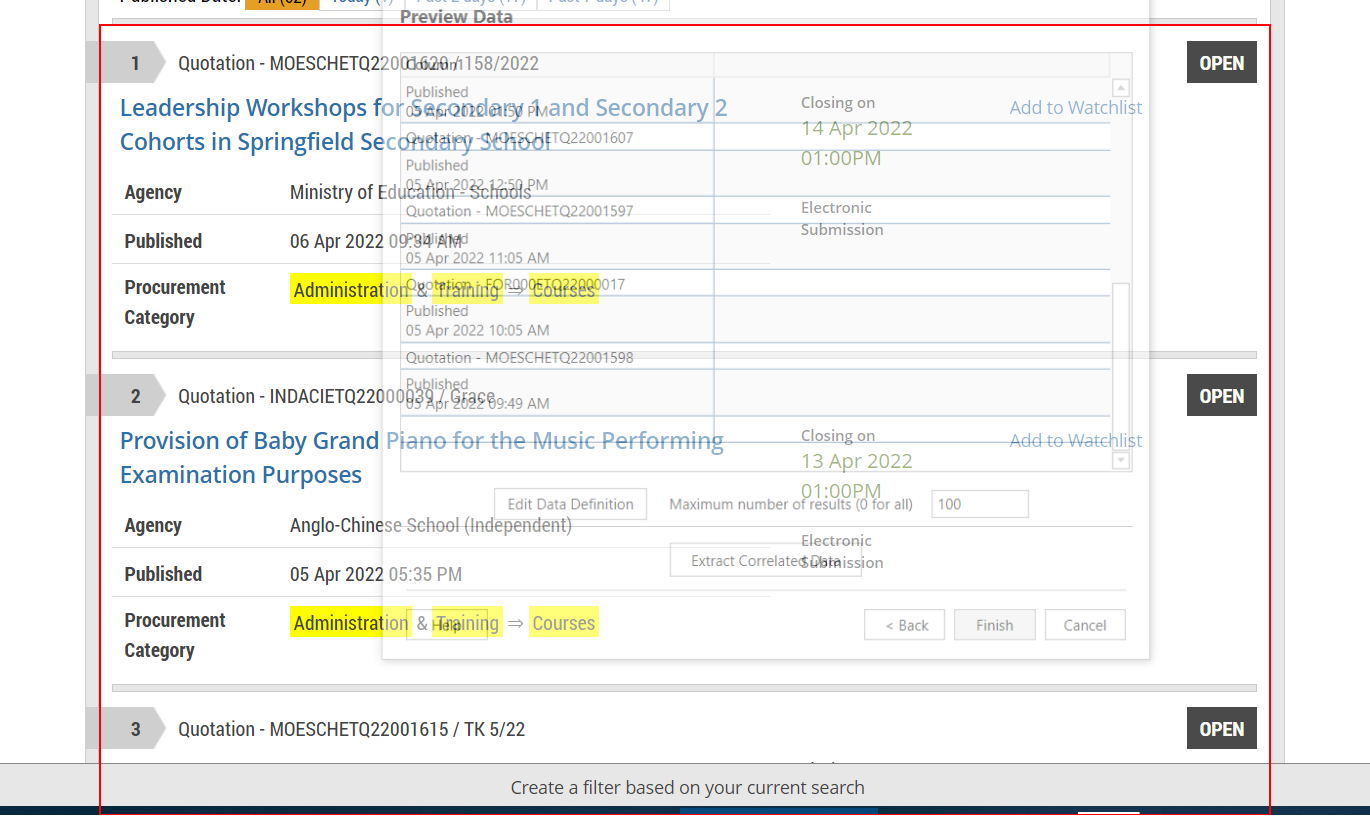 Published Date: All (62) Today (1) Past 2 days (11) Past 7 days (47)
Preview Data
1 Quotation - MOESCHETQ22001620 / 158/2022 OPEN
Column1
Leadership Workshops for Secondary 1 and Secondary 2
Cohorts in Springfield Secondary School
Closing on Add to Watchlist
14 Apr 2022
01:00PM
Published
05 Apr 2022 01:50 PM
Quotation - MOESCHETQ22001607
Published
05 Apr 2022 12:50 PM
Agency Ministry of Education - Schools
Quotation - MOESCHETQ22001597
Electronic
Submission
Published 06 Apr 2022 09:34 AM
Published
05 Apr 2022 11:05 AM
Procurement
Category
Administration & Training ⇒ Courses
Quotation - FOR000ETQ22000017
Published
05 Apr 2022 10:05 AM
Quotation - MOESCHETQ22001598
Published
05 Apr 2022 09:49 AM
2 Quotation - INDACIETQ22000039 / Grace OPEN
Provision of Baby Grand Piano for the Music Performing
Examination Purposes
Closing on Add to Watchlist
13 Apr 2022
01:00PM
Edit Data Definition Maximum number of results (0 for all) 100
Agency Anglo-Chinese School (Independent)
Electronic
Submission
Extract Correlated Data
Published 05 Apr 2022 05:35 PM
Procurement
Category
Administration & Training ⇒ Courses
Help < Back Finish Cancel
3 Quotation - MOESCHETQ22001615 / TK 5/22 OPEN
Create a filter based on your current search